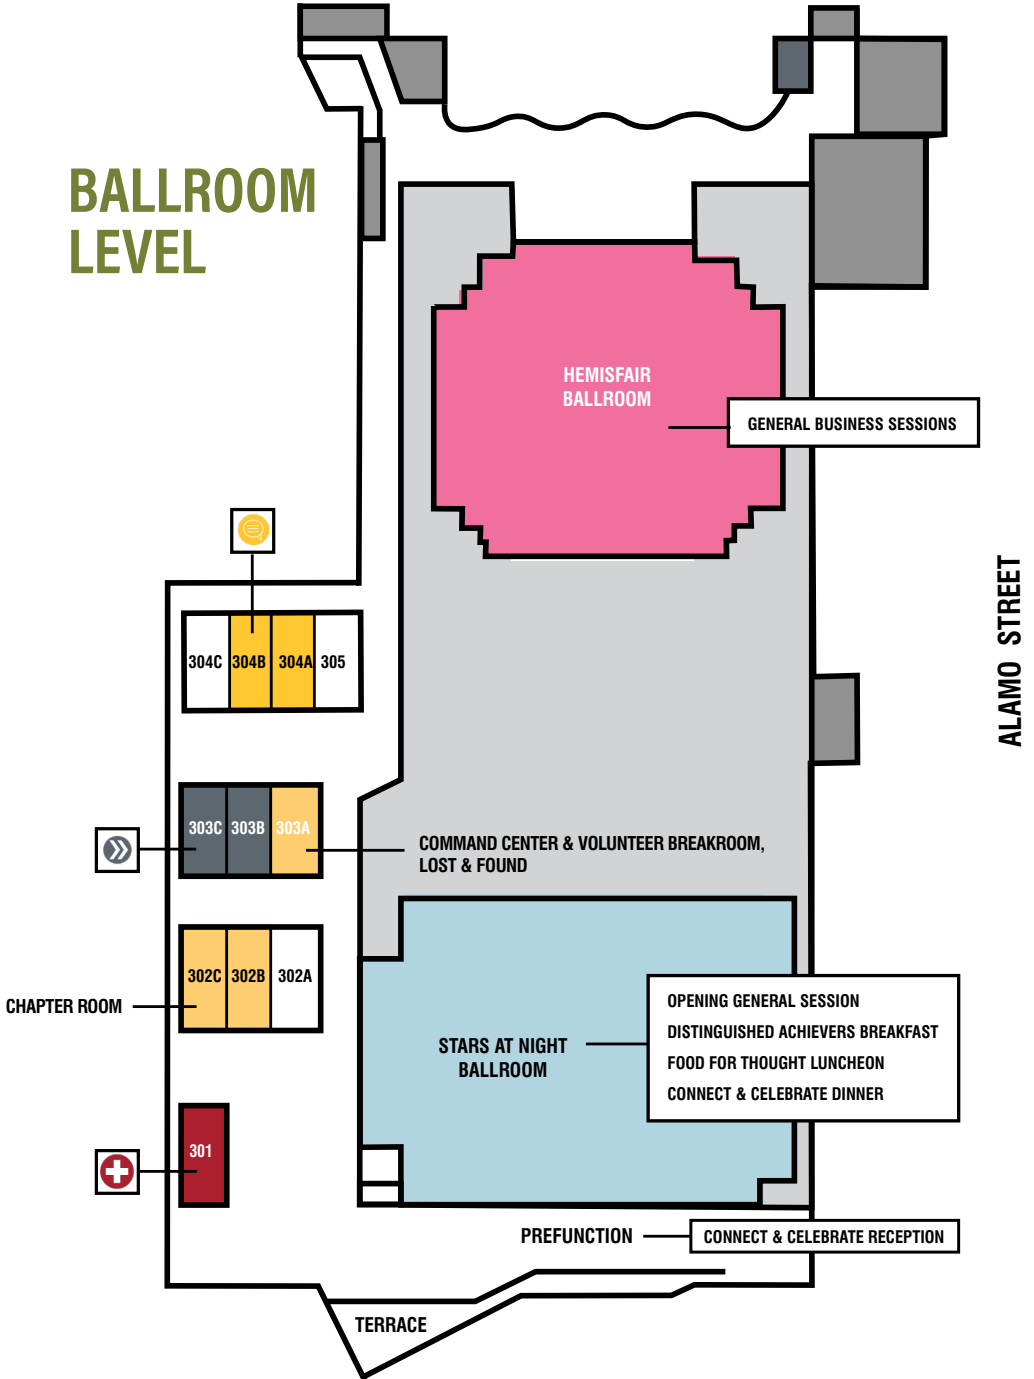 BALLROOM
LEVEL
HEMISFAIR
BALLROOM
GENERAL BUSINESS SESSIONS
ALAMO STREET
304C
304B
304A
305
303C
303B
303A
COMMAND CENTER & VOLUNTEER BREAKROOM,
LOST & FOUND
302C
302B
302A
CHAPTER ROOM
STARS AT NIGHT
BALLROOM
OPENING GENERAL SESSION
DISTINGUISHED ACHIEVERS BREAKFAST
FOOD FOR THOUGHT LUNCHEON
CONNECT & CELEBRATE DINNER
301
PREFUNCTION
CONNECT & CELEBRATE RECEPTION
TERRACE